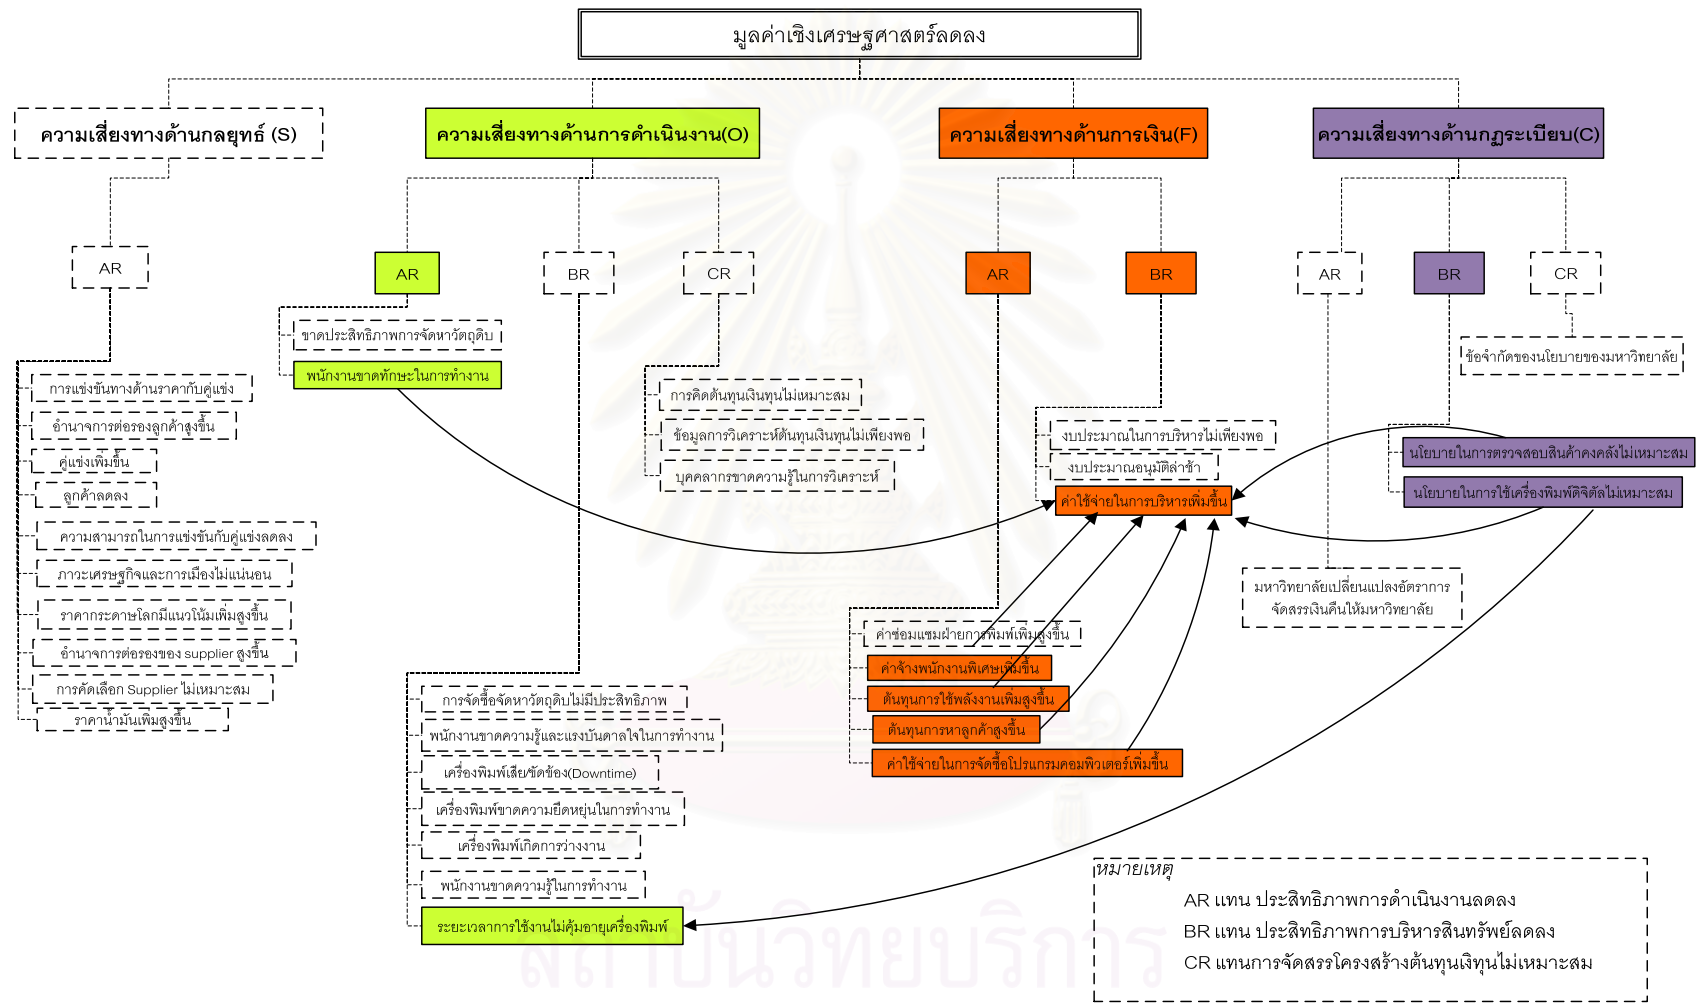 มูลค่าเชิงเศรษฐศาสตร์ลดลง
ความเสี่ยงทางด้านกลยุทธ์ (S)
ความเสี่ยงทางด้านการดำเนินงาน(O)
ความเสี่ยงทางด้านการเงิน(F)
ความเสี่ยงทางด้านกฎระเบียบ(C)
AR
AR
BR
CR
AR
BR
AR
BR
CR
การแข่งขันทางด้านราคากับคู่แข่ง
อำนาจการต่อรองลูกค้าสูงขึ้น
คู่แข่งเพิ่มขึ้น
ลูกค้าลดลง
ความสามารถในการแข่งขันกับคู่แข่งลดลง
ภาวะเศรษฐกิจและการเมืองไม่แน่นอน
ราคากระดาษโลกมีแนวโน้มเพิ่มสูงขึ้น
อำนาจการต่อรองของ supplier สูงขึ้น
การคัดเลือก Supplier ไม่เหมาะสม
ราคาน้ำมันเพิ่มสูงขึ้น
ขาดประสิทธิภาพการจัดหาวัตถุดิบ
พนักงานขาดทักษะในการทำงาน
การจัดซื้อจัดหาวัตถุดิบไม่มีประสิทธิภาพ
พนักงานขาดความรู้และแรงบันดาลใจในการทำงาน
เครื่องพิมพ์เสีย/ขัดข้อง(Downtime)
เครื่องพิมพ์ขาดความยืดหยุ่นในการทำงาน
เครื่องพิมพ์เกิดการว่างงาน
พนักงานขาดความรู้ในการทำงาน
ระยะเวลาการใช้งานไม่คุ้มอายุเครื่องพิมพ์
การคิดต้นทุนเงินทุนไม่เหมาะสม
ข้อมูลการวิเคราะห์ต้นทุนเงินทุนไม่เพียงพอ
บุคคลากรขาดความรู้ในการวิเคราะห์
ค่าซ่อมแซมฝ่ายการพิมพ์เพิ่มสูงขึ้น
ค่าจ้างพนักงานพิเศษเพิ่มขึ้น
ต้นทุนการใช้พลังงานเพิ่มสูงขึ้น
ต้นทุนการหาลูกค้าสูงขึ้น
ค่าใช้จ่ายในการจัดซื้อโปรแกรมคอมพิวเตอร์เพิ่มขึ้น
งบประมาณในการบริหารไม่เพียงพอ
งบประมาณอนุมัติล่าช้า
ค่าใช้จ่ายในการบริหารเพิ่มขึ้น
มหาวิทยาลัยเปลี่ยนแปลงอัตราการ
จัดสรรเงินคืนให้มหาวิทยาลัย
นโยบายในการตรวจสอบสินค้าคงคลังไม่เหมาะสม
นโยบายในการใช้เครื่องพิมพ์ดิจิตัลไม่เหมาะสม
ข้อจำกัดของนโยบายของมหาวิทยาลัย
หมายเหตุ
AR แทน ประสิทธิภาพการดำเนินงานลดลง
BR แทน ประสิทธิภาพการบริหารสินทรัพย์ลดลง
CR แทนการจัดสรรโครงสร้างต้นทุนเงิทุนไม่เหมาะสม
สถาบันวิทยบริการ